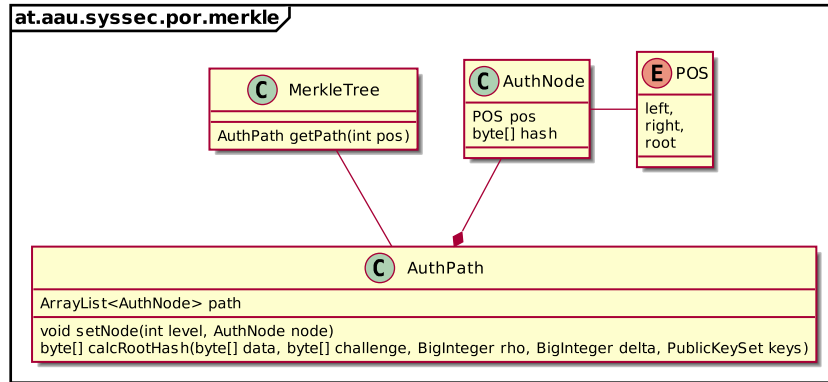 at.aau.syssec.por.merkle
C MerkleTree
AuthPath getPath(int pos)
C AuthNode
POS pos
byte[] hash
E POS
left,
right,
root
C AuthPath
ArrayList<AuthNode> path
void setNode(int level, AuthNode node)
byte[] calcRootHash(byte[] data, byte[] challenge, BigInteger rho, BigInteger delta, PublicKeySet keys)